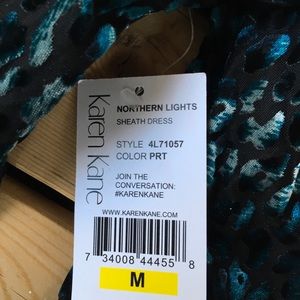 karen kane
NORTHERN LIGHTS
SHEATH DRESS
STYLE 4L71057
COLOR PRT
JOIN THE
CONVERSATION:
#KARENKANE
WWW.KARENKANE.COM
7 34008 44455 8
M